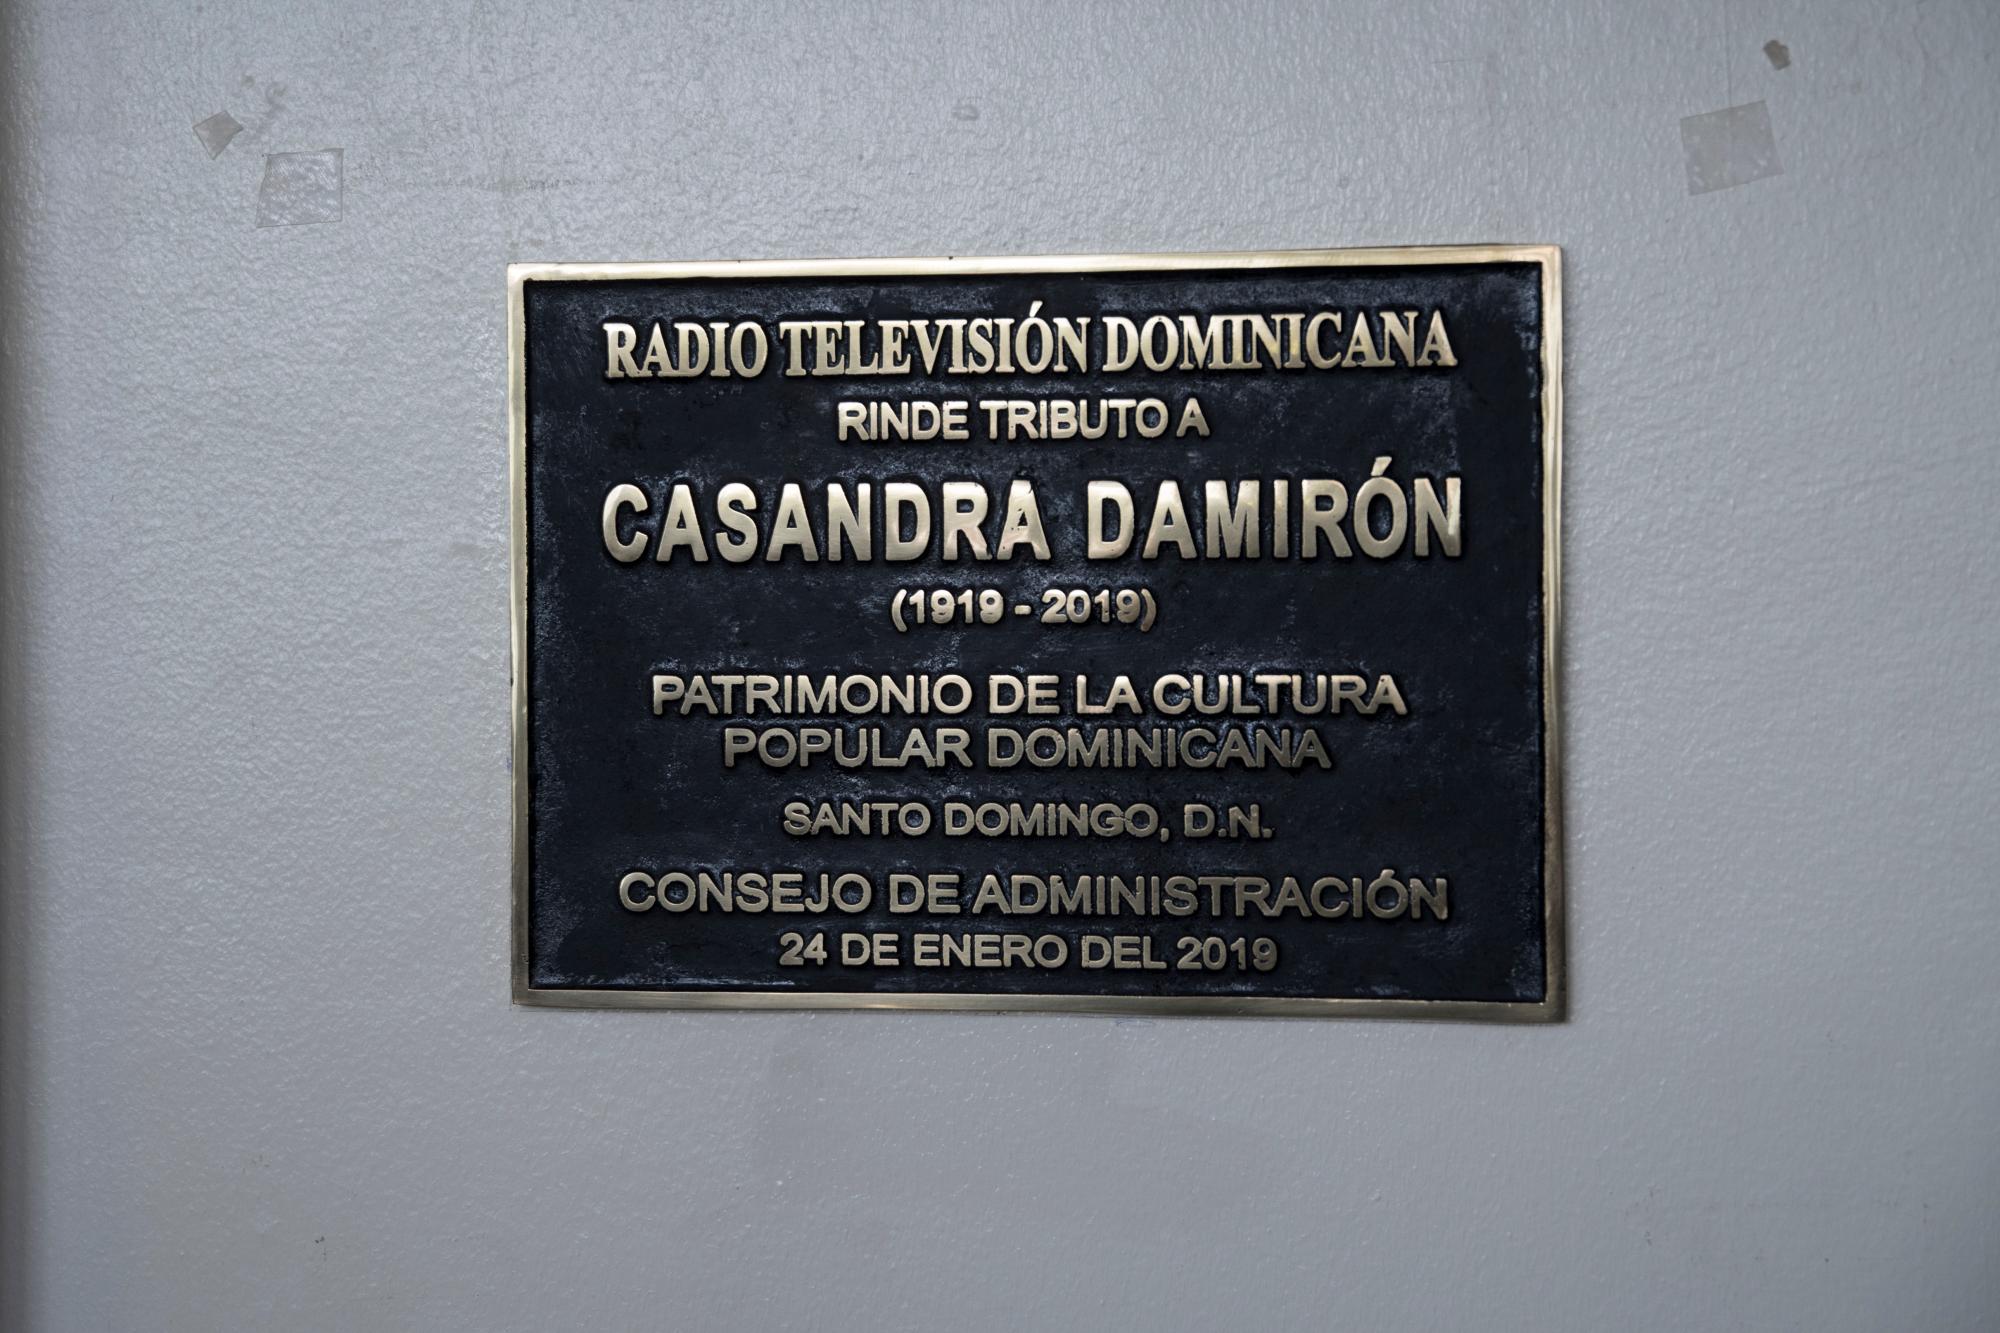 RADIO TELEVISIÓN DOMINICANA
RINDE TRIBUTO A
CASANDRA DAMIRÓN
(1919 - 2019)
PATRIMONIO DE LA CULTURA
POPULAR DOMINICANA
SANTO DOMINGO, D.N.
CONSEJO DE ADMINISTRACIÓN
24 DE ENERO DEL 2019